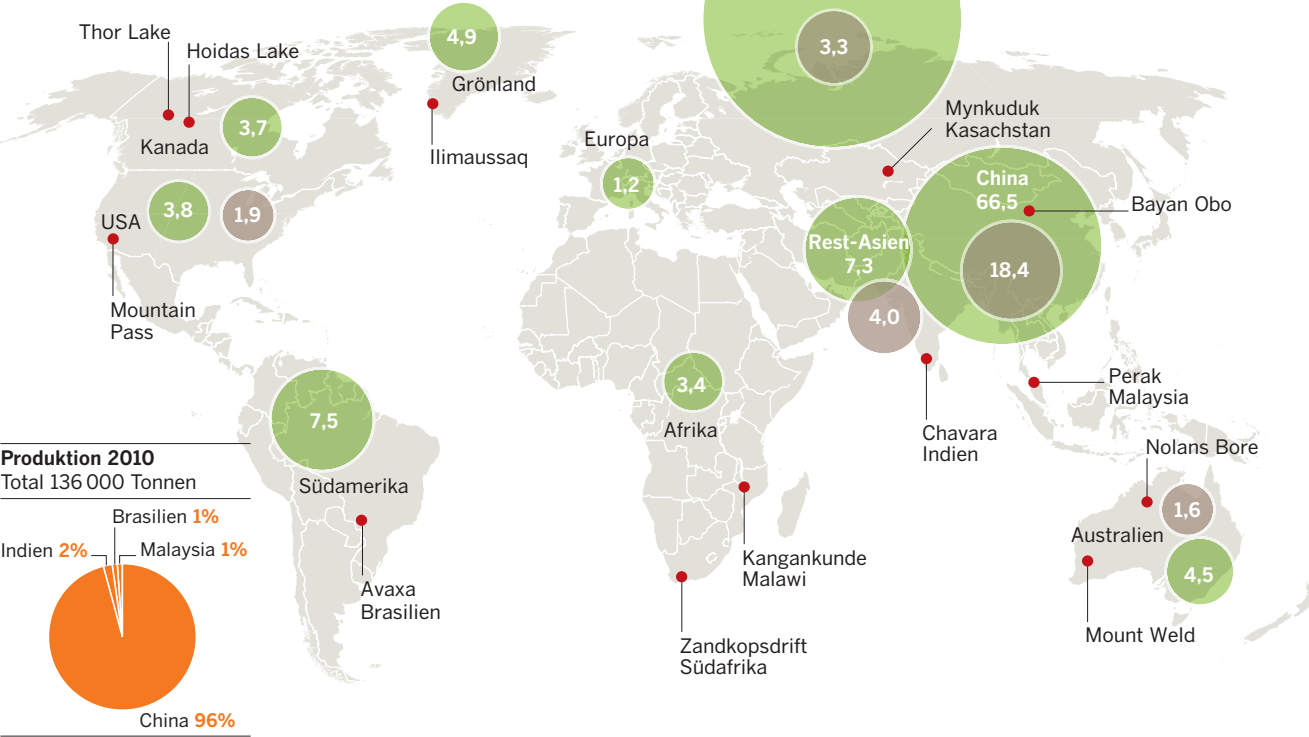 Thor Lake
Hoidas Lake
Kanada
3,7
4,9
Grönland
Ilimaussaq
3,3
Mynkuduk
Kasachstan
Europa
1,2
USA
3,8
1,9
Mountain
Pass
China
66,5
18,4
Bayan Obo
Rest-Asien
7,3
4,0
Chavara
Indien
Perak
Malaysia
7,5
Südamerika
Avaxa
Brasilien
3,4
Afrika
Kangankunde
Malawi
Zandkopsdrift
Südafrika
Nolans Bore
1,6
Australien
4,5
Mount Weld
Produktion 2010
Total 136 000 Tonnen
Brasilien 1%
Indien 2%
Malaysia 1%
China 96%